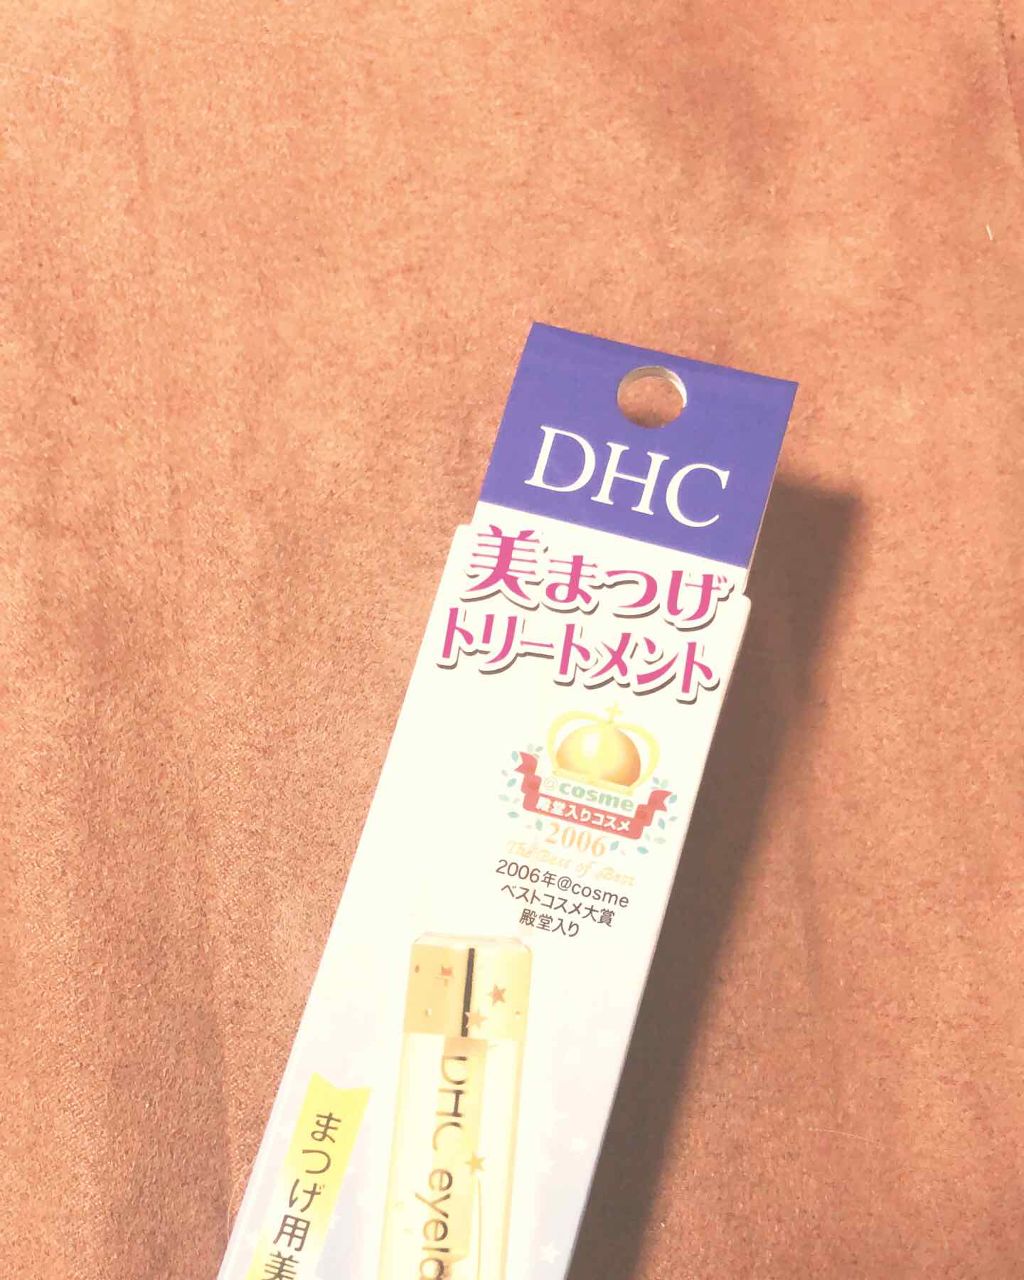 DHC
美まつげ
トリートメント
@cosme
殿堂入りコスメ
2006
The Best of Best
2006年@cosme
ベストコスメ大賞
殿堂入り
DHC eyela
まつげ用美